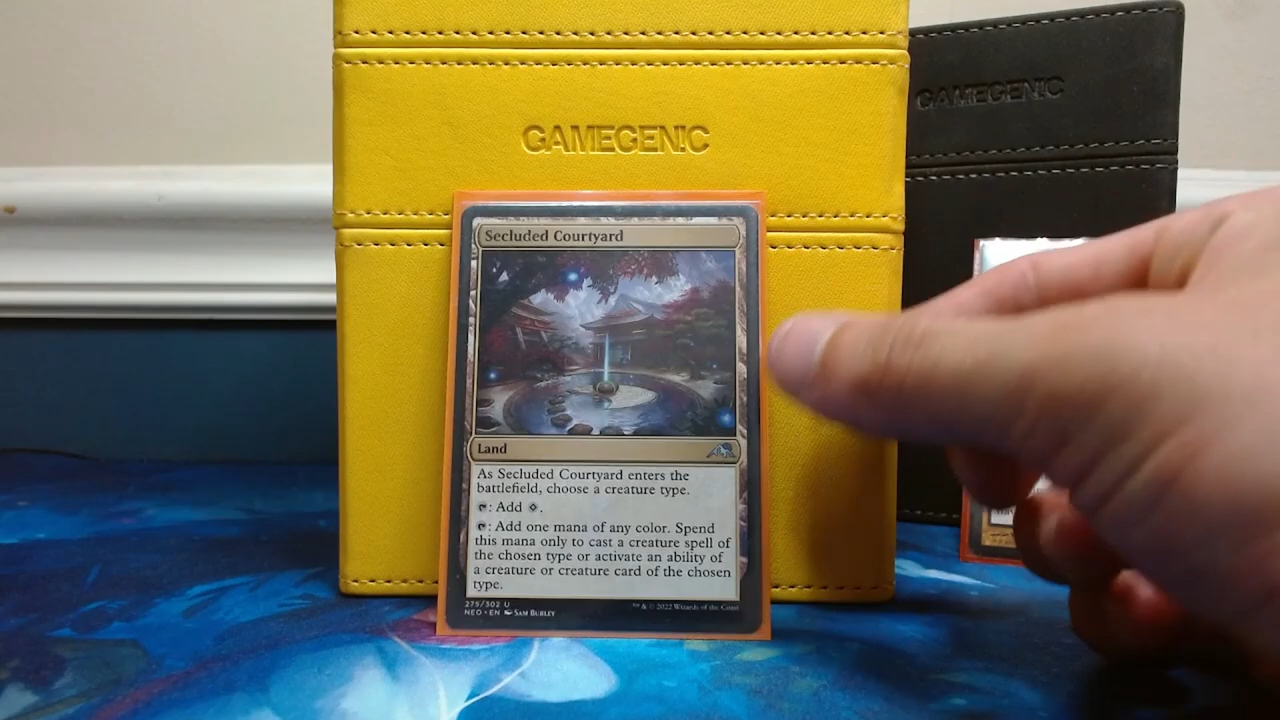 GAMEGEN!C
GAMEGEN!C
Secluded Courtyard
Land
As Secluded Courtyard enters the
battlefield, choose a creature type.
: Add .
: Add one mana of any color. Spend
this mana only to cast a creature spell of
the chosen type or activate an ability of
a creature or creature card of the chosen
type.
275/302 U
NEO • EN SAM BURLEY
™ & © 2022 Wizards of the Coast